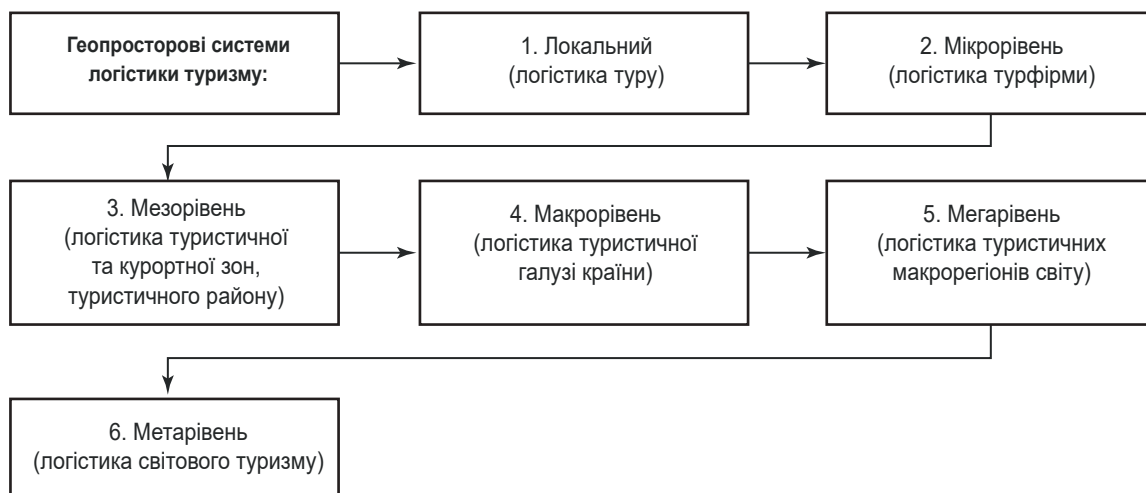 Геопросторові системи
логістики туризму:
1. Локальний
(логістика туру)
2. Мікрорівень
(логістика турфірми)
3. Мезорівень
(логістика туристичної
та курортної зон,
туристичного району)
4. Макрорівень
(логістика туристичної
галузі країни)
5. Мегарівень
(логістика туристичних
макрорегіонів світу)
6. Метарівень
(логістика світового туризму)